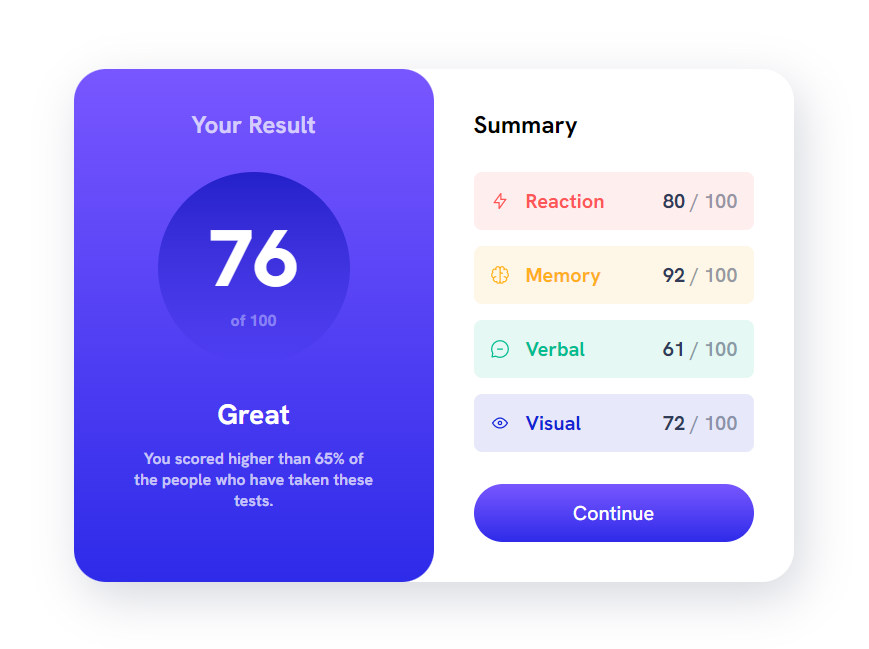 Your Result
76
of 100
Great
You scored higher than 65% of
the people who have taken these
tests.
Summary
Reaction 80 / 100
Memory 92 / 100
Verbal 61 / 100
Visual 72 / 100
Continue